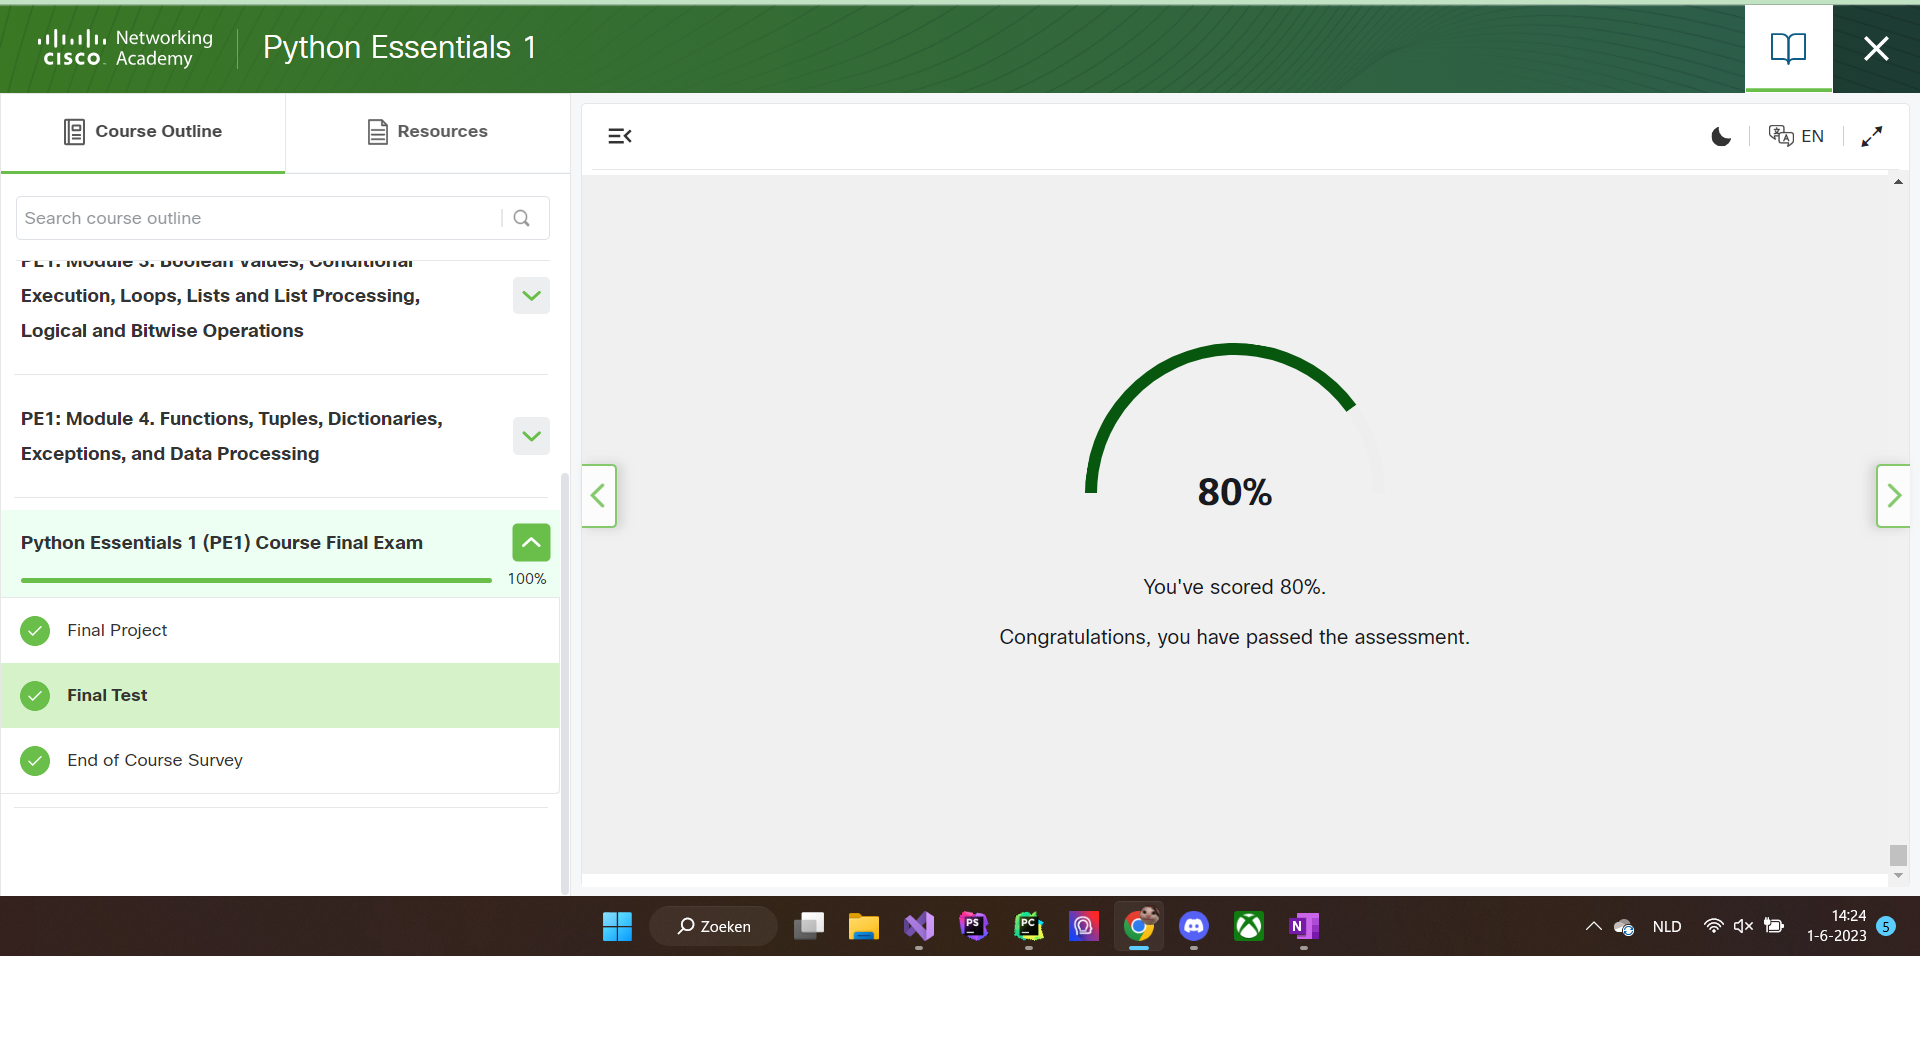 CISCO Networking Academy
Python Essentials 1
Course Outline
Resources
EN
Search course outline
PE1: Module 3. Boolean Values, Conditional
Execution, Loops, Lists and List Processing,
Logical and Bitwise Operations
PE1: Module 4. Functions, Tuples, Dictionaries,
Exceptions, and Data Processing
Python Essentials 1 (PE1) Course Final Exam
100%
Final Project
Final Test
End of Course Survey
80%
You've scored 80%.
Congratulations, you have passed the assessment.
Zoeken
PS
PC
N
NLD
14:24
1-6-2023
5